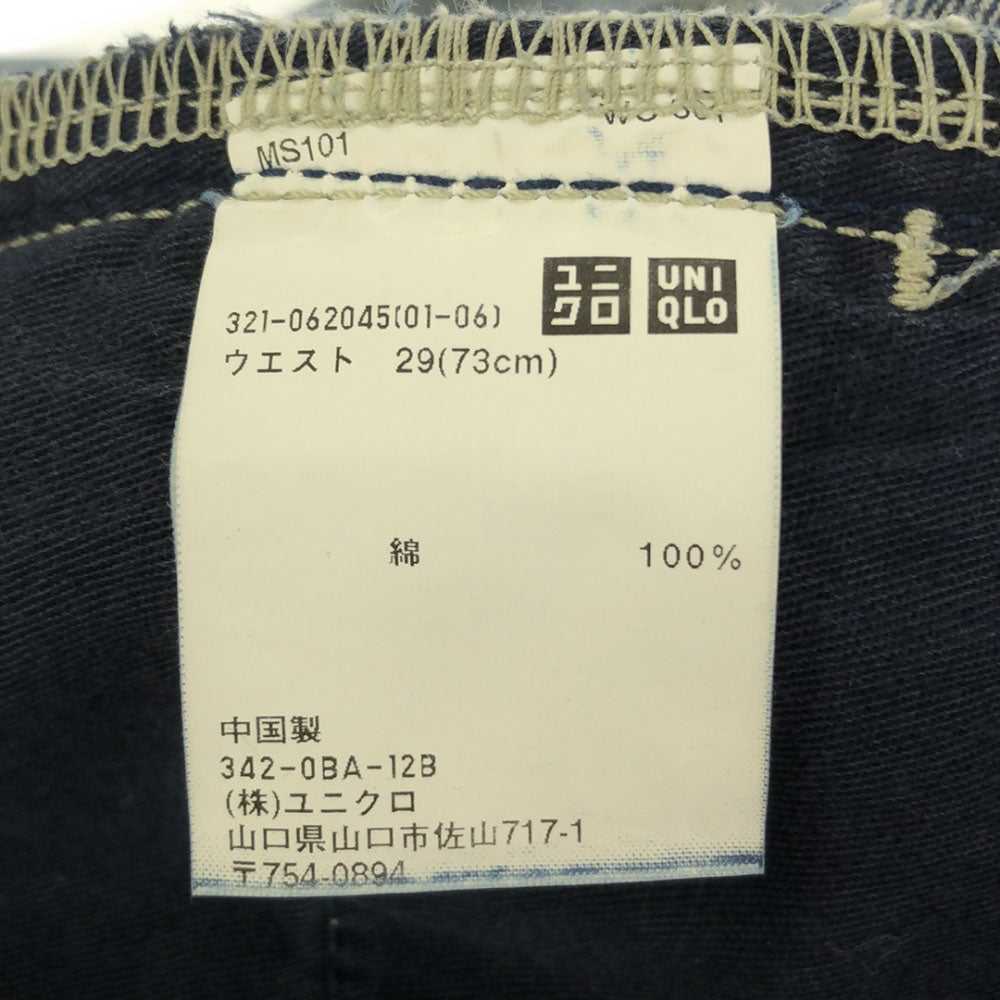 MS101
ユニ
クロ
UNI
QLO
321-062045(01-06)
ウエスト 29(73cm)
綿 100%
中国製
342-0BA-12B
(株)ユニクロ
山口県山口市佐山717-1
〒754-0894